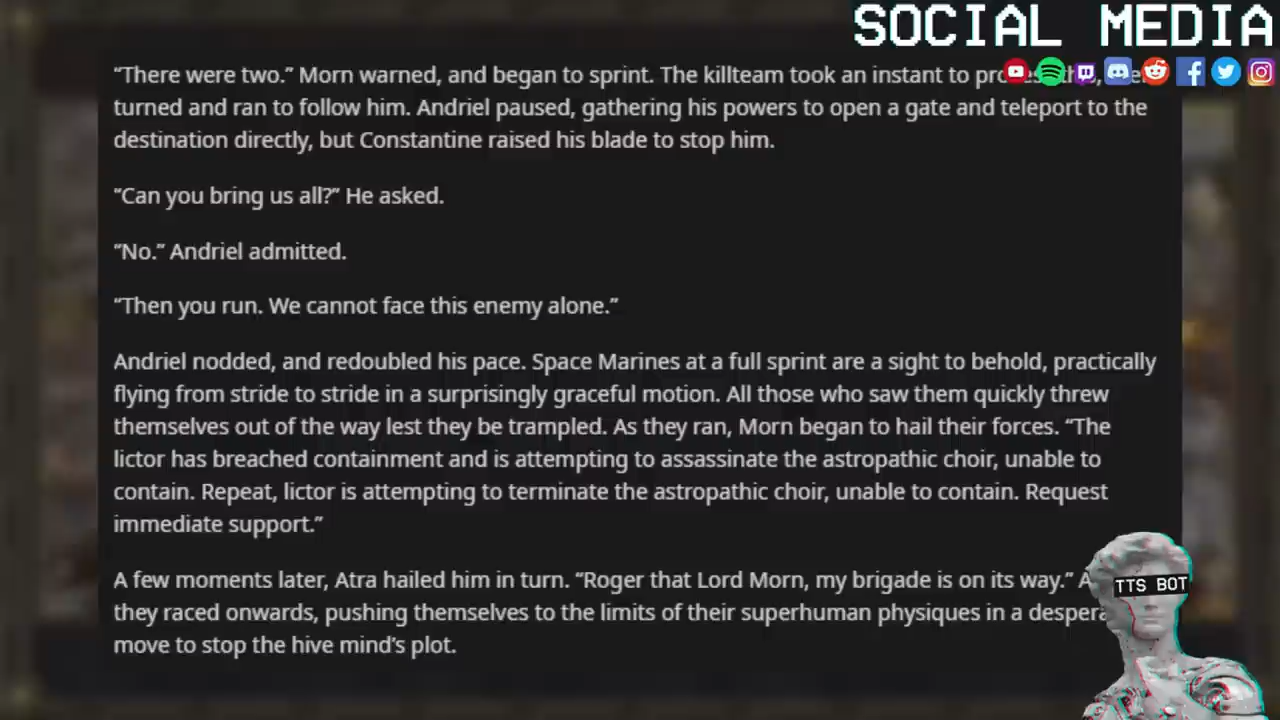 SOCIAL MEDIA
“There were two.” Morn warned, and began to sprint. The killteam took an instant to
turned and ran to follow him. Andriel paused, gathering his powers to open a gate and teleport to the
destination directly, but Constantine raised his blade to stop him.
“Can you bring us all?” He asked.
“No.” Andriel admitted.
“Then you run. We cannot face this enemy alone.”
Andriel nodded, and redoubled his pace. Space Marines at a full sprint are a sight to behold, practically
flying from stride to stride in a surprisingly graceful motion. All those who saw them quickly threw
themselves out of the way lest they be trampled. As they ran, Morn began to hail their forces. “The
lictor has breached containment and is attempting to assassinate the astropathic choir, unable to
contain. Repeat, lictor is attempting to terminate the astropathic choir, unable to contain. Request
immediate support.”
A few moments later, Atra hailed him in turn. “Roger that Lord Morn, my brigade is on its way.”
they raced onwards, pushing themselves to the limits of their superhuman physiques in a
move to stop the hive mind’s plot.
TTS BOT